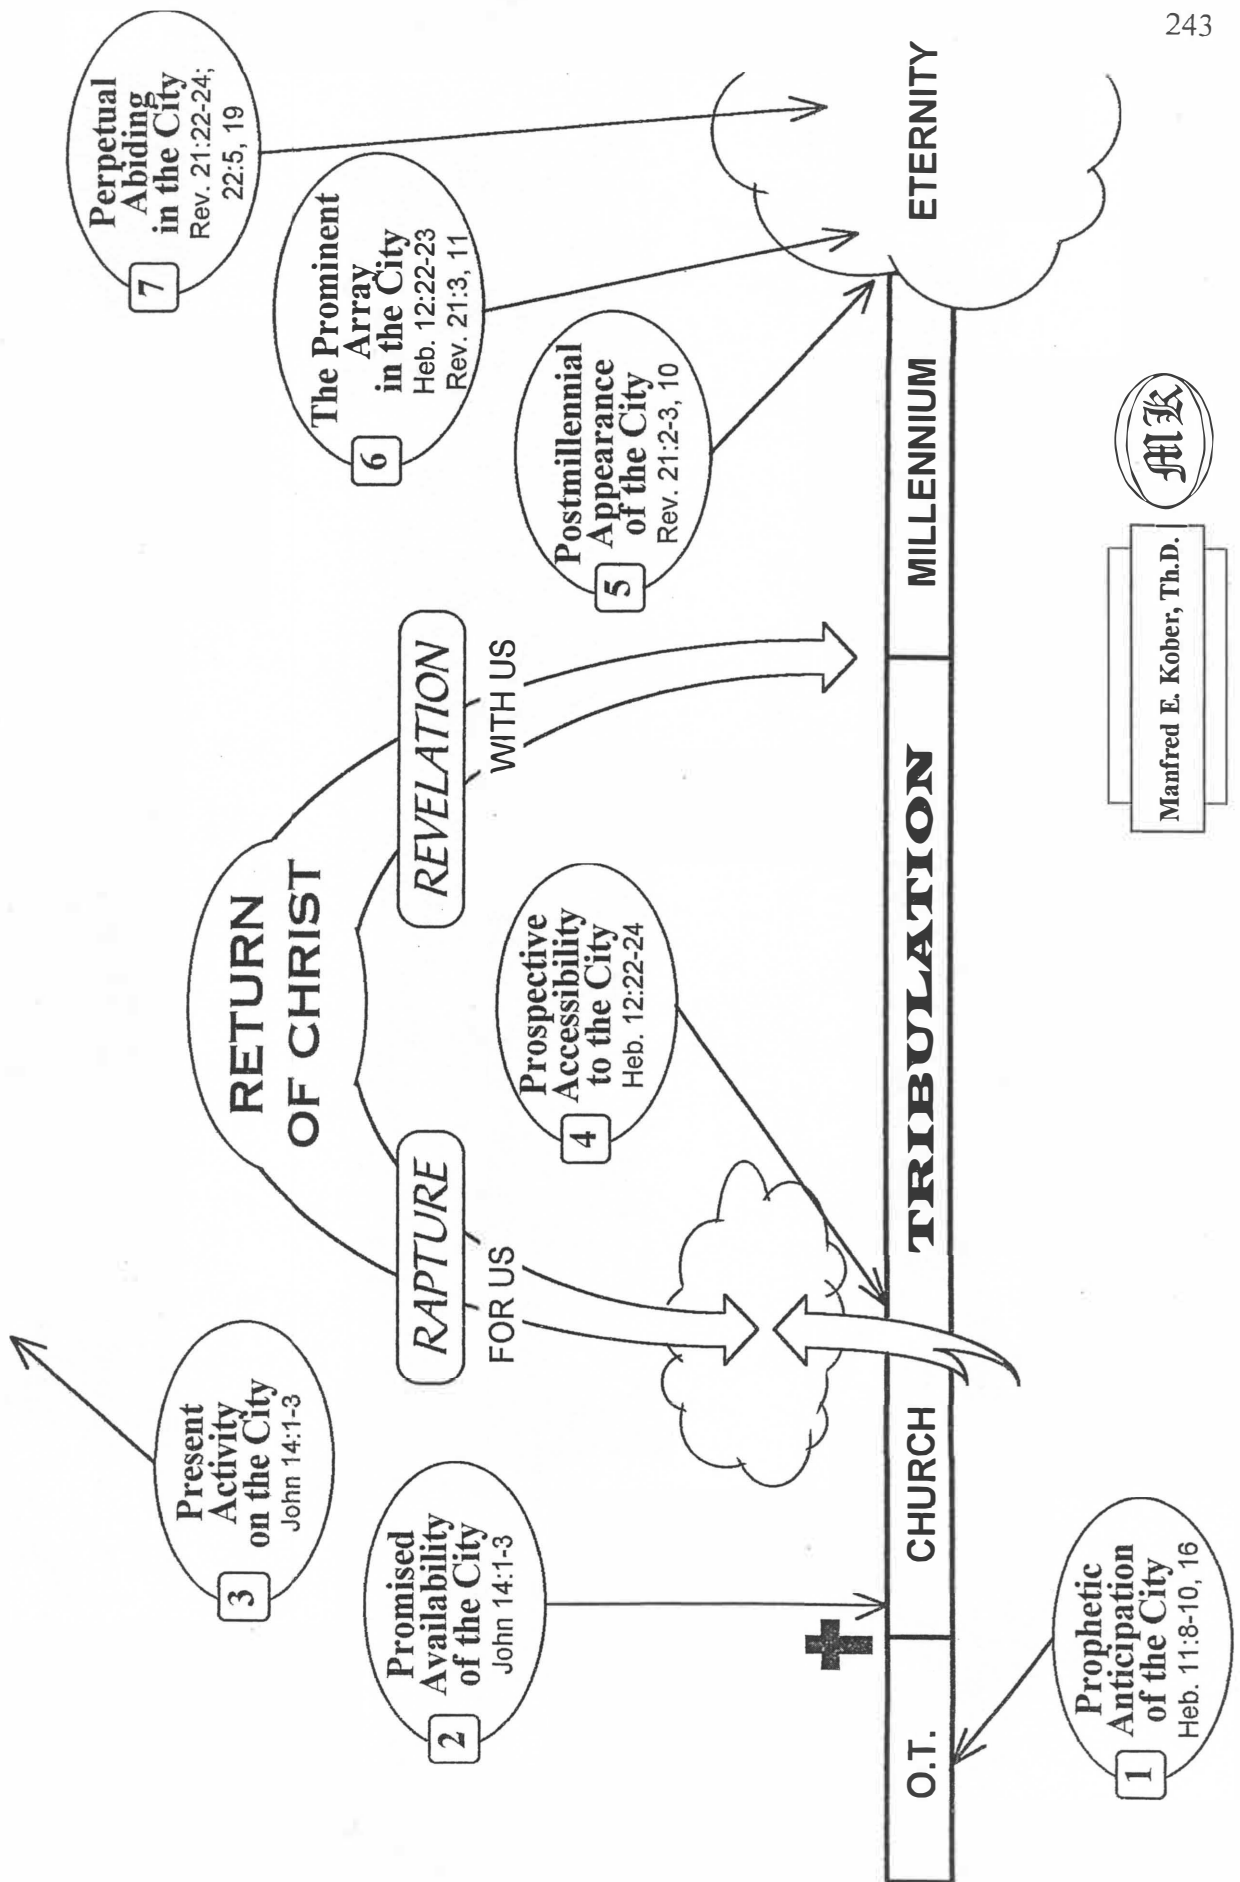 243
RETURN
OF CHRIST
RAPTURE
FOR US
REVELATION
WITH US
1
Prophetic
Anticipation
of the City
Heb. 11:8-10, 16
2
Promised
Availability
of the City
John 14:1-3
3
Present
Activity
on the City
John 14:1-3
4
Prospective
Accessibility
to the City
Heb. 12:22-24
5
Postmillennial
Appearance
of the City
Rev. 21:2-3, 10
6
The Prominent
Array
in the City
Heb. 12:22-23
Rev. 21:3, 11
7
Perpetual
Abiding
in the City
Rev. 21:22-24;
22:5, 19
O.T.
CHURCH
TRIBULATION
MILLENNIUM
ETERNITY
Manfred E. Kober, Th.D.
MK